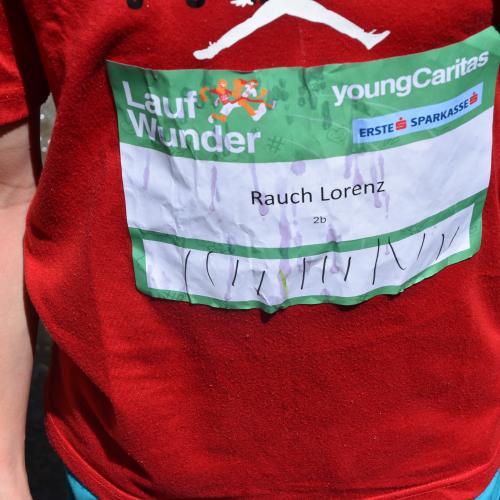 Lauf
Wunder
#
youngCaritas
ERSTE SPARKASSE
Rauch Lorenz
2b